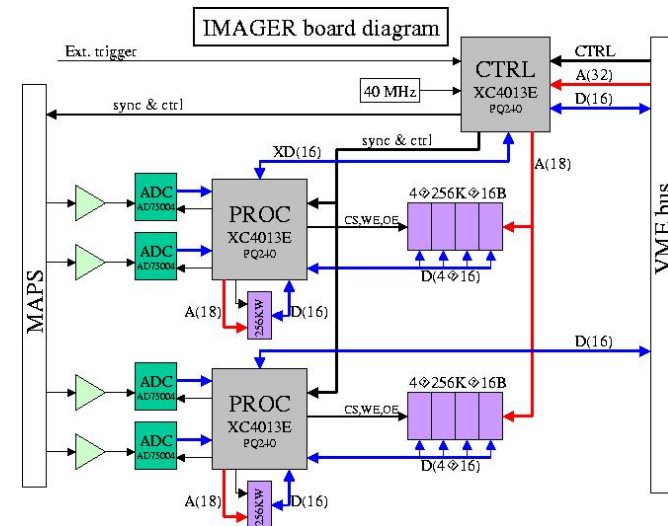 IMAGER board diagram
Ext. trigger
CTRL
XC4013E
PQ240
CTRL
A(32)
D(16)
40 MHz
sync & ctrl
sync & ctrl
XD(16)
A(18)
MAPS
VME bus
ADC
AD75004
ADC
AD75004
PROC
XC4013E
PQ240
CS,WE,OE
4�256K�16B
D(4�16)
A(18)
256KW
D(16)
D(16)
ADC
AD75004
ADC
AD75004
PROC
XC4013E
PQ240
CS,WE,OE
4�256K�16B
D(4�16)
A(18)
256KW
D(16)